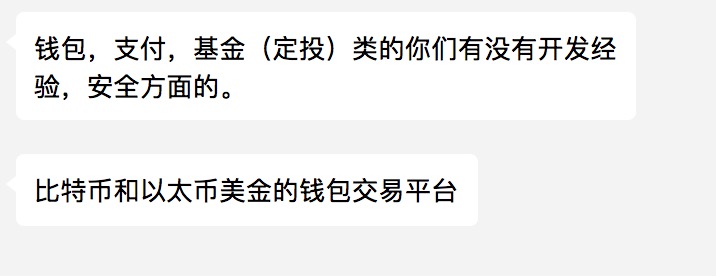 钱包，支付，基金（定投）类的你们有没有开发经
验，安全方面的。
比特币和以太币美金的钱包交易平台